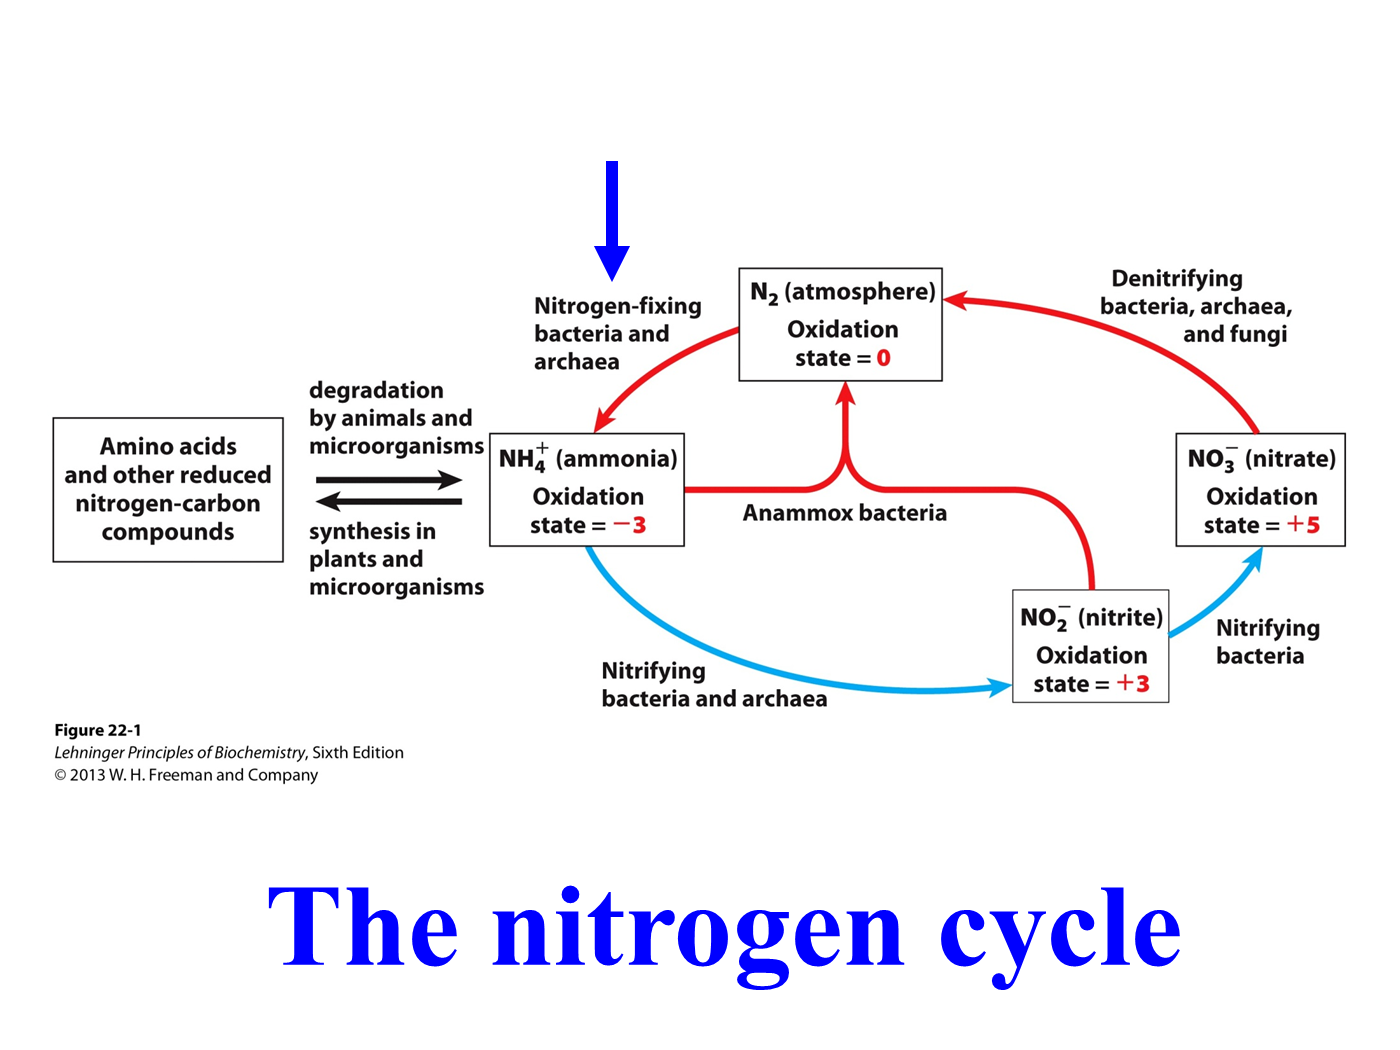 Nitrogen-fixing
bacteria and
archaea
N₂ (atmosphere)
Oxidation
state = 0
Denitrifying
bacteria, archaea,
and fungi
degradation
by animals and
microorganisms
Amino acids
and other reduced
nitrogen-carbon
compounds
synthesis in
plants and
microorganisms
NH₄⁺ (ammonia)
Oxidation
state = −3
Anammox bacteria
NO₃⁻ (nitrate)
Oxidation
state = +5
NO₂⁻ (nitrite)
Oxidation
state = +3
Nitrifying
bacteria
Nitrifying
bacteria and archaea
Figure 22-1
Lehninger Principles of Biochemistry, Sixth Edition
© 2013 W. H. Freeman and Company
The nitrogen cycle